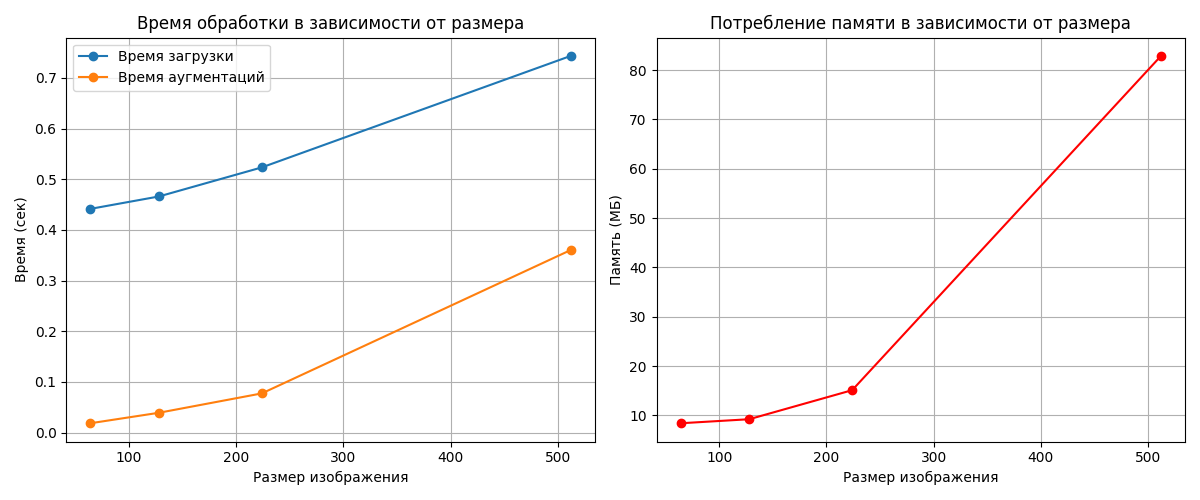 Время обработки в зависимости от размера
Время загрузки
Время аугментаций
0.7
0.6
0.5
0.4
0.3
0.2
0.1
0.0
Время (сек)
100 200 300 400 500
Размер изображения
Потребление памяти в зависимости от размера
80
70
60
50
40
30
20
10
Память (МБ)
100 200 300 400 500
Размер изображения